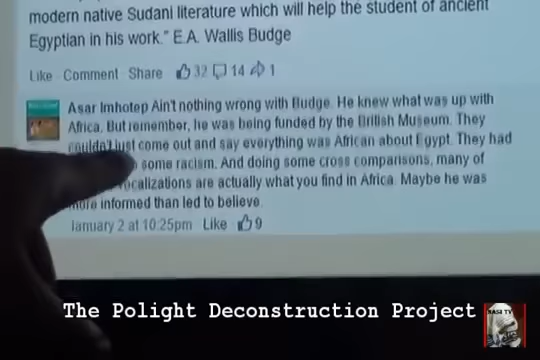 modern native Sudani literature which will help the student of ancient
Egyptian in his work." E.A. Wallis Budge
Like Comment Share 32 14 1
Asar Imhotep Ain't nothing wrong with Budge. He knew what was up with
Africa. But remember, he was being funded by the British Museum. They
couldn't just come out and say everything was African about Egypt. They had
some racism. And doing some cross comparisons, many of
vocalizations are actually what you find in Africa. Maybe he was
more informed than led to believe.
January 2 at 10:25pm Like 9
The Polight Deconstruction Project
RASI TV